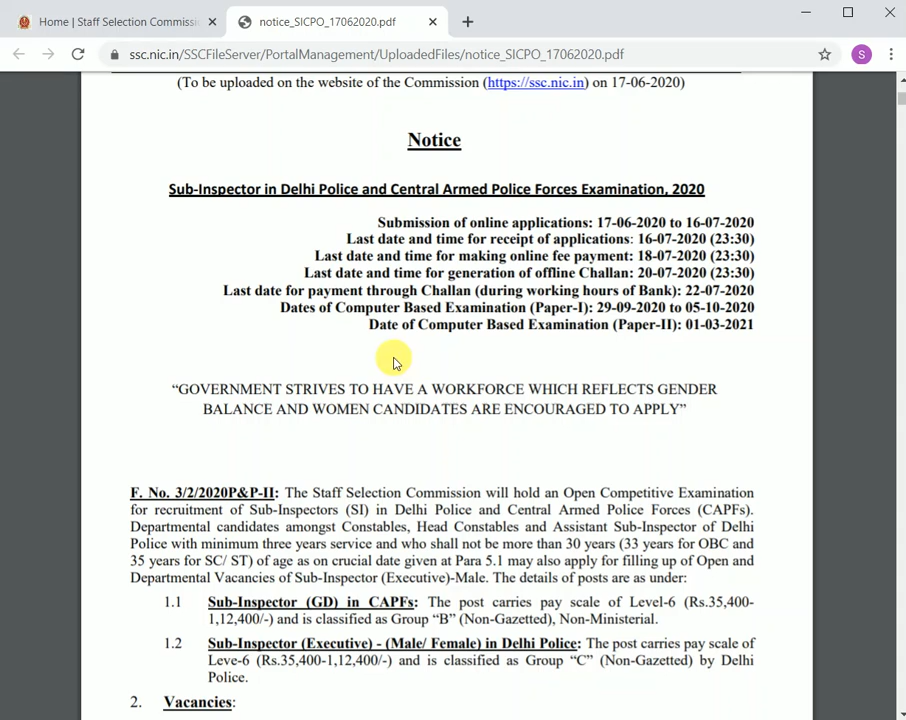 Home | Staff Selection Commissi
notice_SICPO_17062020.pdf
ssc.nic.in/SSCFileServer/PortalManagement/UploadedFiles/notice_SICPO_17062020.pdf
S
(To be uploaded on the website of the Commission (https://ssc.nic.in) on 17-06-2020)
Notice
Sub-Inspector in Delhi Police and Central Armed Police Forces Examination, 2020
Submission of online applications: 17-06-2020 to 16-07-2020
Last date and time for receipt of applications: 16-07-2020 (23:30)
Last date and time for making online fee payment: 18-07-2020 (23:30)
Last date and time for generation of offline Challan: 20-07-2020 (23:30)
Last date for payment through Challan (during working hours of Bank): 22-07-2020
Dates of Computer Based Examination (Paper-I): 29-09-2020 to 05-10-2020
Date of Computer Based Examination (Paper-II): 01-03-2021
“GOVERNMENT STRIVES TO HAVE A WORKFORCE WHICH REFLECTS GENDER
BALANCE AND WOMEN CANDIDATES ARE ENCOURAGED TO APPLY”
F. No. 3/2/2020P&P-II: The Staff Selection Commission will hold an Open Competitive Examination
for recruitment of Sub-Inspectors (SI) in Delhi Police and Central Armed Police Forces (CAPFs).
Departmental candidates amongst Constables, Head Constables and Assistant Sub-Inspector of Delhi
Police with minimum three years service and who shall not be more than 30 years (33 years for OBC and
35 years for SC/ ST) of age as on crucial date given at Para 5.1 may also apply for filling up of Open and
Departmental Vacancies of Sub-Inspector (Executive)-Male. The details of posts are as under:
1.1 Sub-Inspector (GD) in CAPFs: The post carries pay scale of Level-6 (Rs.35,400-
1,12,400/-) and is classified as Group “B” (Non-Gazetted), Non-Ministerial.
1.2 Sub-Inspector (Executive) - (Male/ Female) in Delhi Police: The post carries pay scale of
Leve-6 (Rs.35,400-1,12,400/-) and is classified as Group “C” (Non-Gazetted) by Delhi
Police.
2. Vacancies: